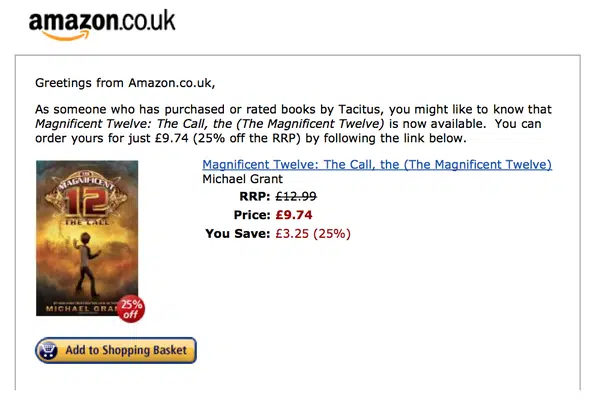 amazon.co.uk
Greetings from Amazon.co.uk,
As someone who has purchased or rated books by Tacitus, you might like to know that
Magnificent Twelve: The Call, the (The Magnificent Twelve) is now available.  You can
order yours for just £9.74 (25% off the RRP) by following the link below.
Magnificent Twelve: The Call, the (The Magnificent Twelve)
Michael Grant
RRP: £12.99
Price: £9.74
You Save: £3.25 (25%)
MAGNIFICENT
12
THE CALL
MICHAEL
25%
off
Add to Shopping Basket